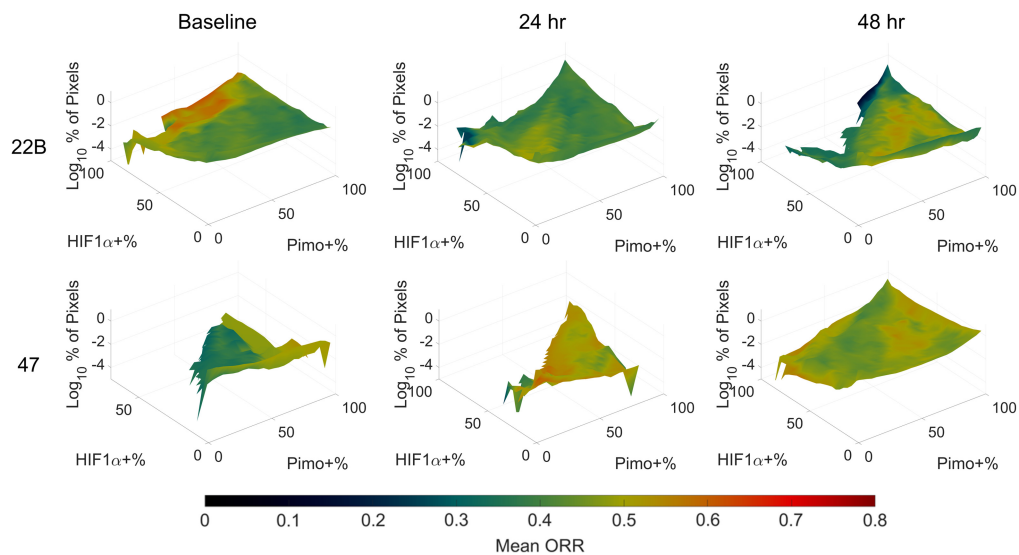 Baseline 24 hr 48 hr
22B
Log10 % of Pixels 0 -2 -4 100 50 0 HIF1α+% 0 50 100 Pimo+%
Log10 % of Pixels 0 -2 -4 100 50 0 HIF1α+% 0 50 100 Pimo+%
Log10 % of Pixels 0 -2 -4 100 50 0 HIF1α+% 0 50 100 Pimo+%
47
Log10 % of Pixels 0 -2 -4 100 50 0 HIF1α+% 0 50 100 Pimo+%
Log10 % of Pixels 0 -2 -4 100 50 0 HIF1α+% 0 50 100 Pimo+%
Log10 % of Pixels 0 -2 -4 100 50 0 HIF1α+% 0 50 100 Pimo+%
0 0.1 0.2 0.3 0.4 0.5 0.6 0.7 0.8
Mean ORR